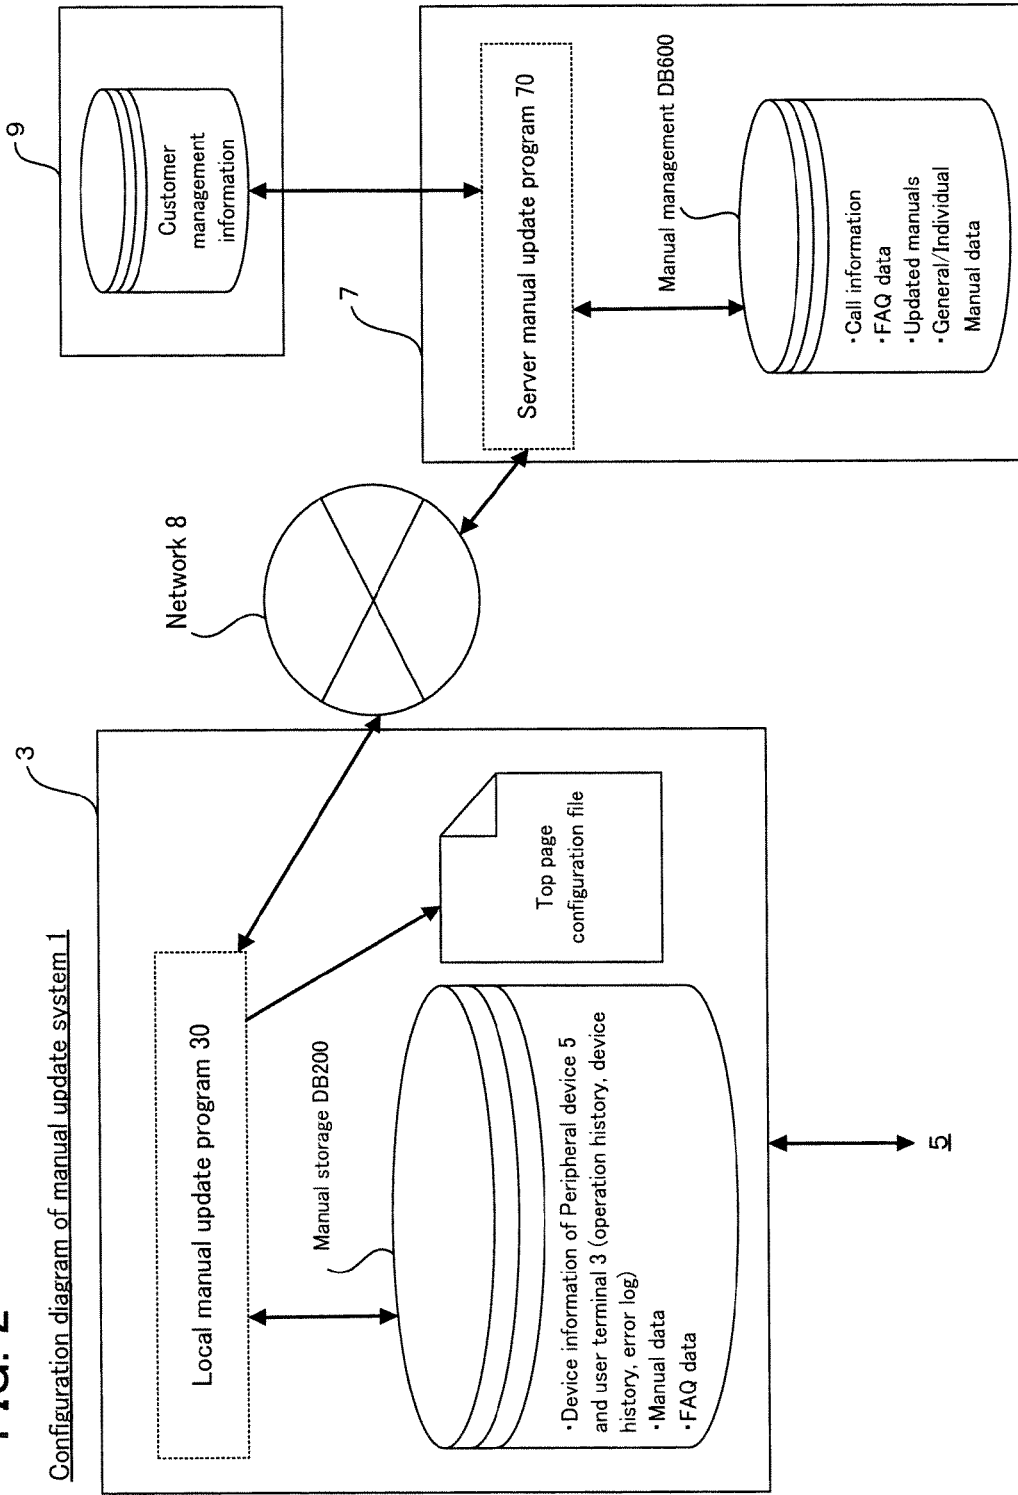 FIG. 2
Configuration diagram of manual update system 1
3
Local manual update program 30
Manual storage DB200
・Device information of Peripheral device 5
and user terminal 3 (operation history, device
history, error log)
・Manual data
・FAQ data
Top page
configuration file
5
Network 8
9
Customer
management
information
7
Server manual update program 70
Manual management DB600
・Call information
・FAQ data
・Updated manuals
・General/Individual
Manual data